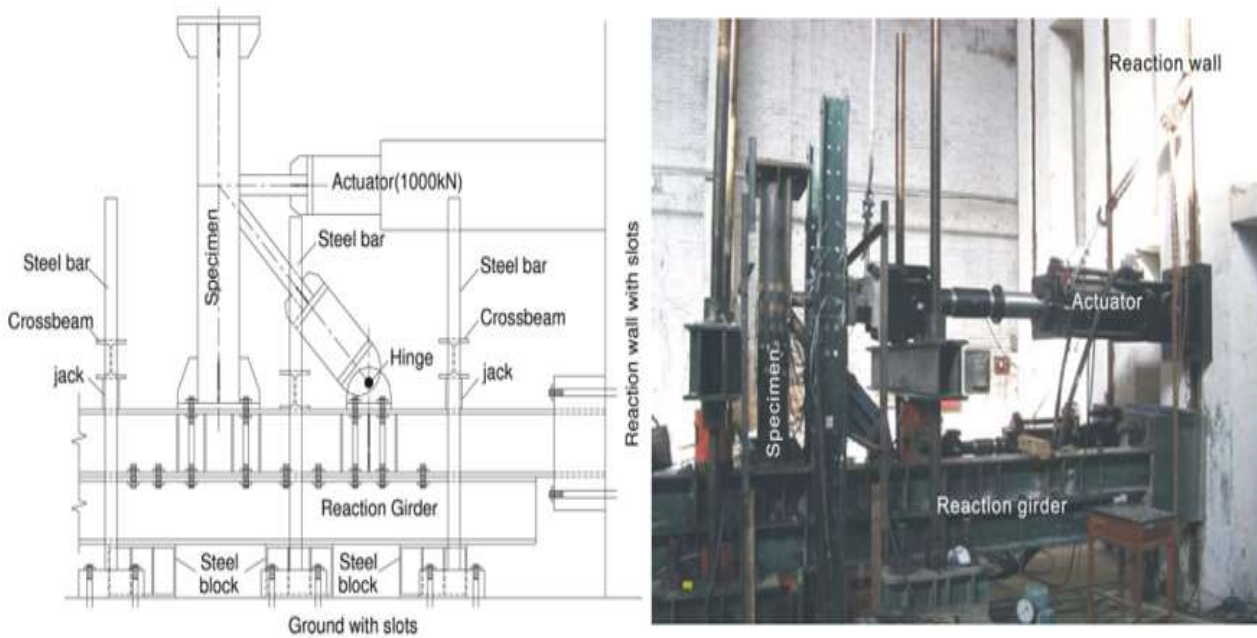 Actuator(1000kN)
Specimen
Steel bar
Steel bar
Steel bar
Crossbeam
Crossbeam
jack
Hinge
jack
Reaction wall with slots
Reaction Girder
Steel
block
Steel
block
Ground with slots
Reaction wall
Actuator
Specimen
Reaction girder